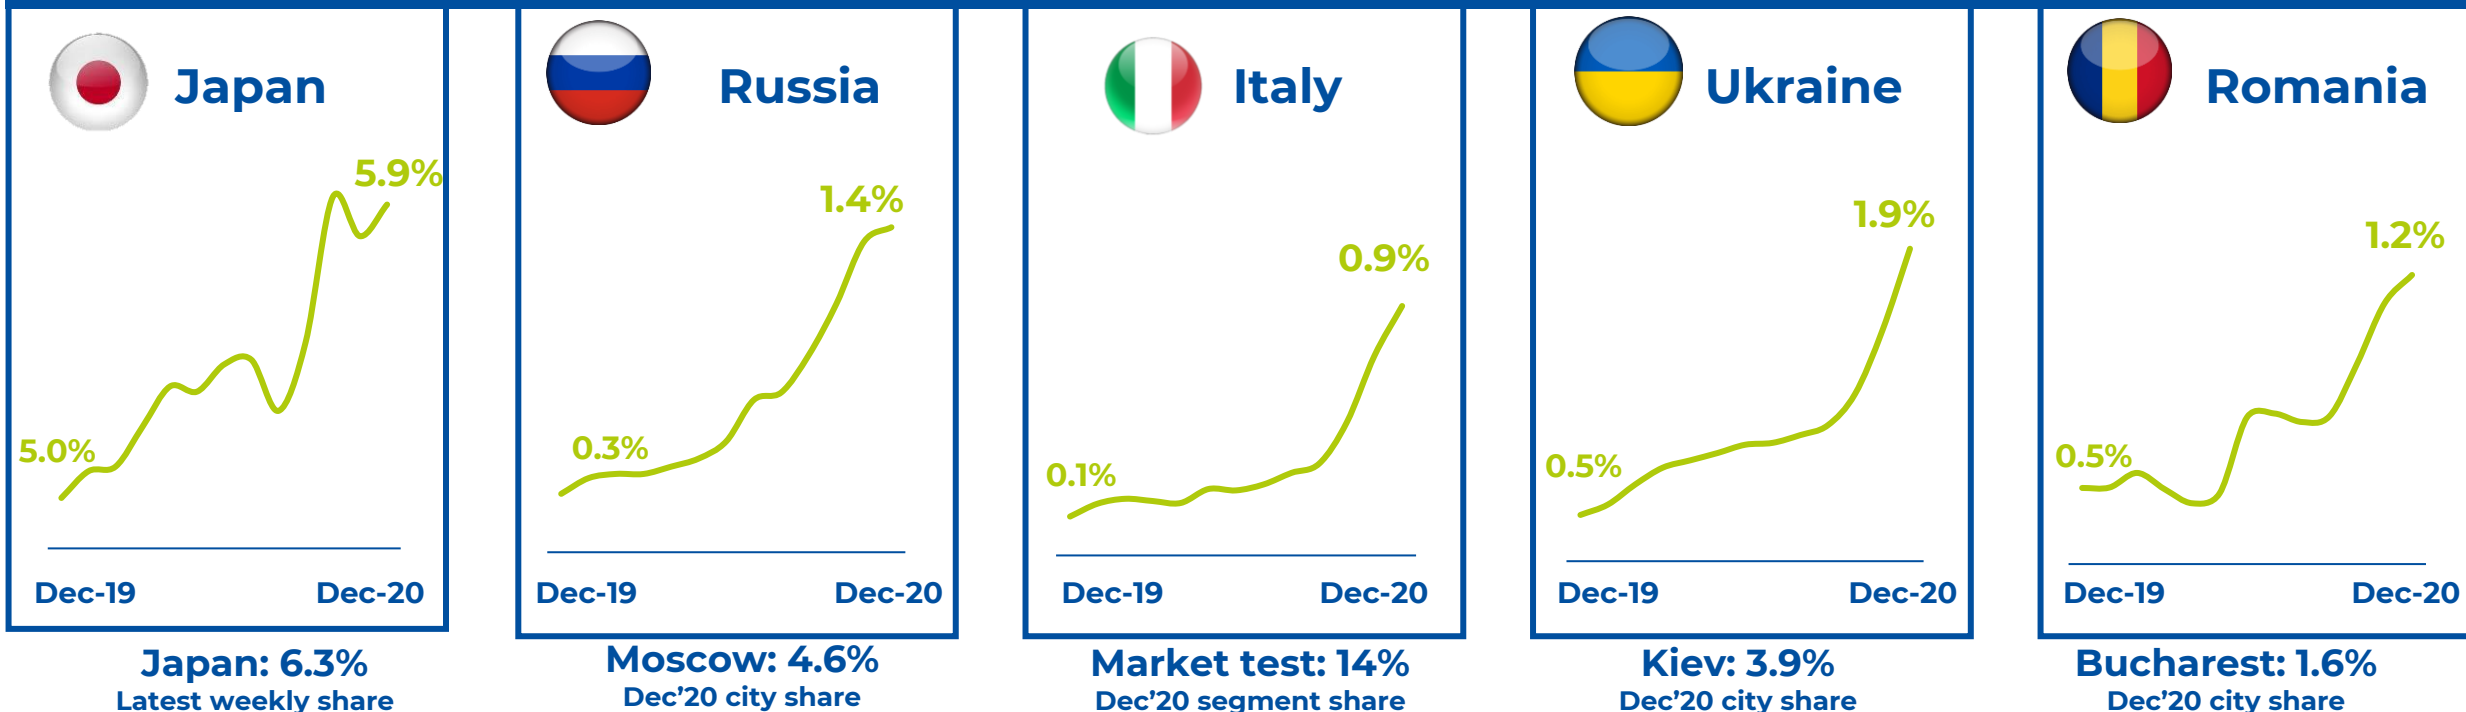 Japan
5.9%
5.0%
Dec-19 Dec-20
Japan: 6.3%
Latest weekly share
Russia
1.4%
0.3%
Dec-19 Dec-20
Moscow: 4.6%
Dec’20 city share
Italy
0.9%
0.1%
Dec-19 Dec-20
Market test: 14%
Dec’20 segment share
Ukraine
1.9%
0.5%
Dec-19 Dec-20
Kiev: 3.9%
Dec’20 city share
Romania
1.2%
0.5%
Dec-19 Dec-20
Bucharest: 1.6%
Dec’20 city share